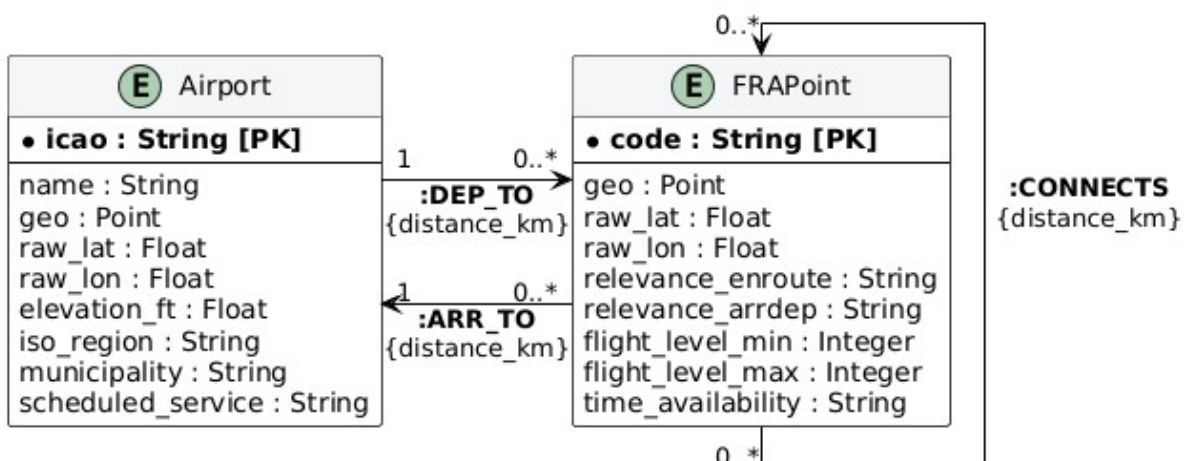 0..*
E Airport
• icao : String [PK]
name : String
geo : Point
raw_lat : Float
raw_lon : Float
elevation_ft : Float
iso_region : String
municipality : String
scheduled_service : String
1 0..*
:DEP_TO
{distance_km}
1 0..*
:ARR_TO
{distance_km}
E FRAPoint
• code : String [PK]
geo : Point
raw_lat : Float
raw_lon : Float
relevance_enroute : String
relevance_arrdep : String
flight_level_min : Integer
flight_level_max : Integer
time_availability : String
:CONNECTS
{distance_km}
0..*